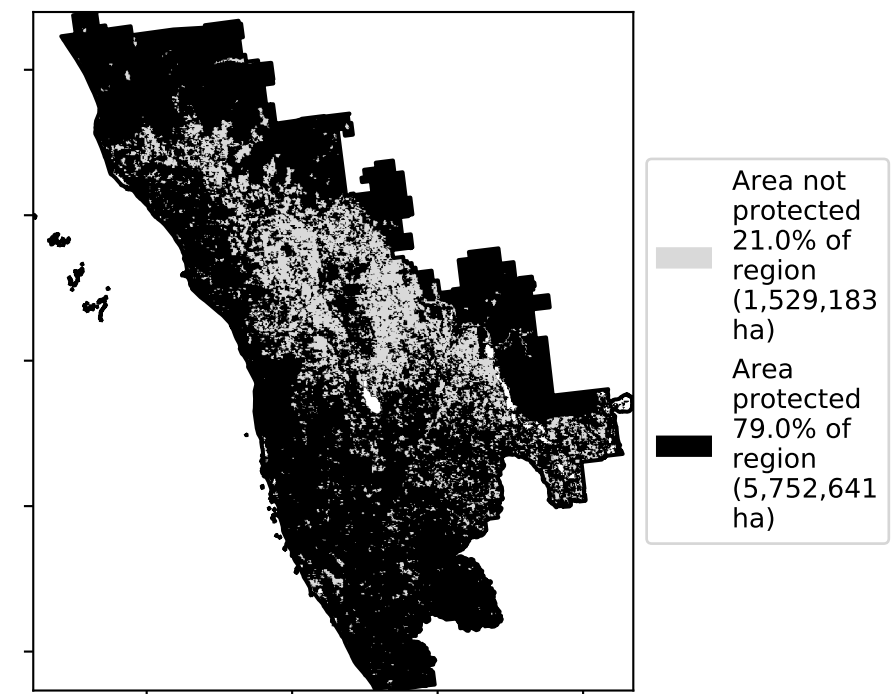 Area not
protected
21.0% of
region
(1,529,183
ha)
Area
protected
79.0% of
region
(5,752,641
ha)